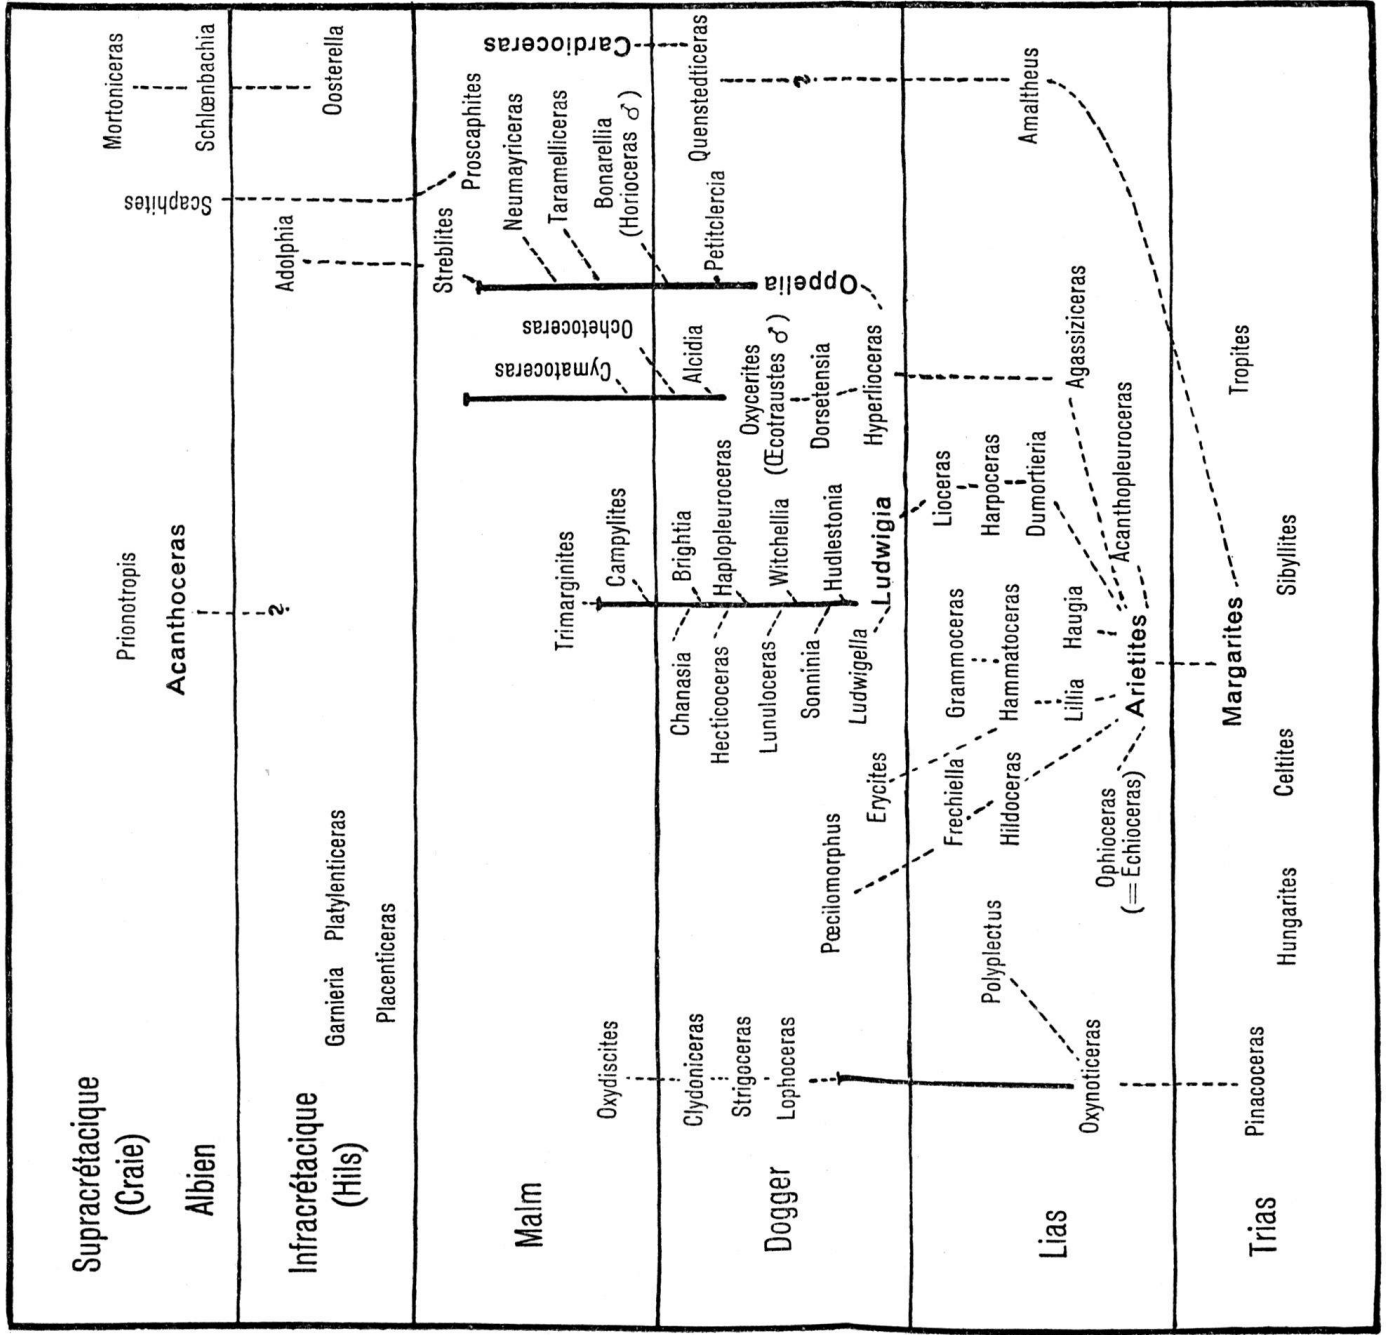 Supracrétacique
(Craie)
Albien
Mortoniceras
Schlœnbachia
Scaphites
Prionotropis
Acanthoceras
Infracrétacique
(Hils)
Oosterella
Adolphia
?
Platylenticeras
Garnieria
Placenticeras
Malm
Cardioceras
Proscaphites
Neumayriceras
Taramelliceras
Bonarellia
(Horioceras ♂)
Streblites
Ochetoceras
Cymatoceras
Campylites
Trimarginites
Oxydiscites
Dogger
Quenstedticeras
?
Petitclercia
Oppelia
Alcidia
Oxycerites
(Œcotraustes ♂)
Dorsetensia
Hyperlioceras
Brightia
Haplopleuroceras
Witchellia
Hudlestonia
Ludwigia
Chanasia
Hecticoceras
Lunuloceras
Sonninia
Ludwigella
Erycites
Pœcilomorphus
Clydoniceras
Strigoceras
Lophoceras
Lias
Amaltheus
Agassiziceras
Acanthopleuroceras
Lioceras
Harpoceras
Dumortieria
Grammoceras
Hammatoceras
Haugia
Lillia
Arietites
Frechiella
Hildoceras
Ophioceras
(= Echioceras)
Polyplectus
Oxynoticeras
Trias
Tropites
Sibyllites
Margarites
Celtites
Hungarites
Pinacoceras